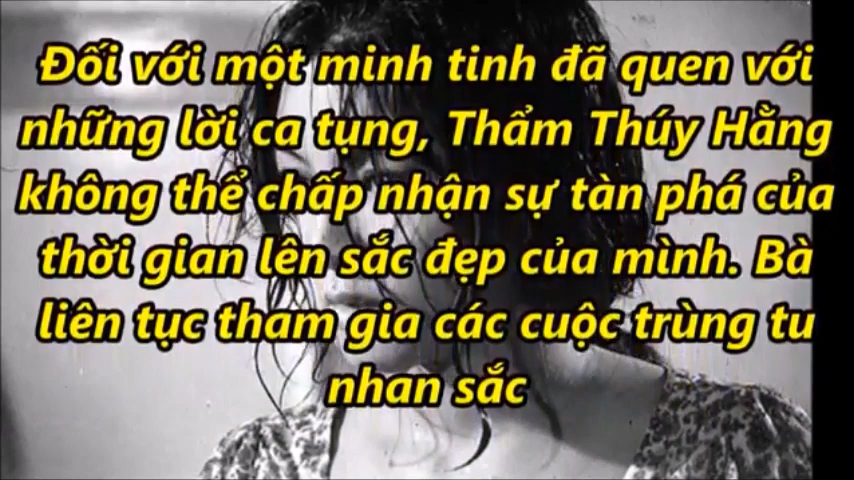 Đối với một minh tinh đã quen với
những lời ca tụng, Thẩm Thúy Hằng
không thể chấp nhận sự tàn phá của
thời gian lên sắc đẹp của mình. Bà
liên tục tham gia các cuộc trùng tu
nhan sắc